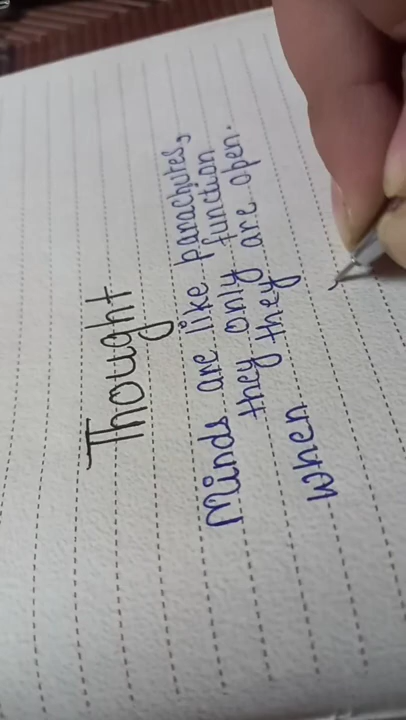 Thought
Minds are like parachutes,
they only function
when they are open.